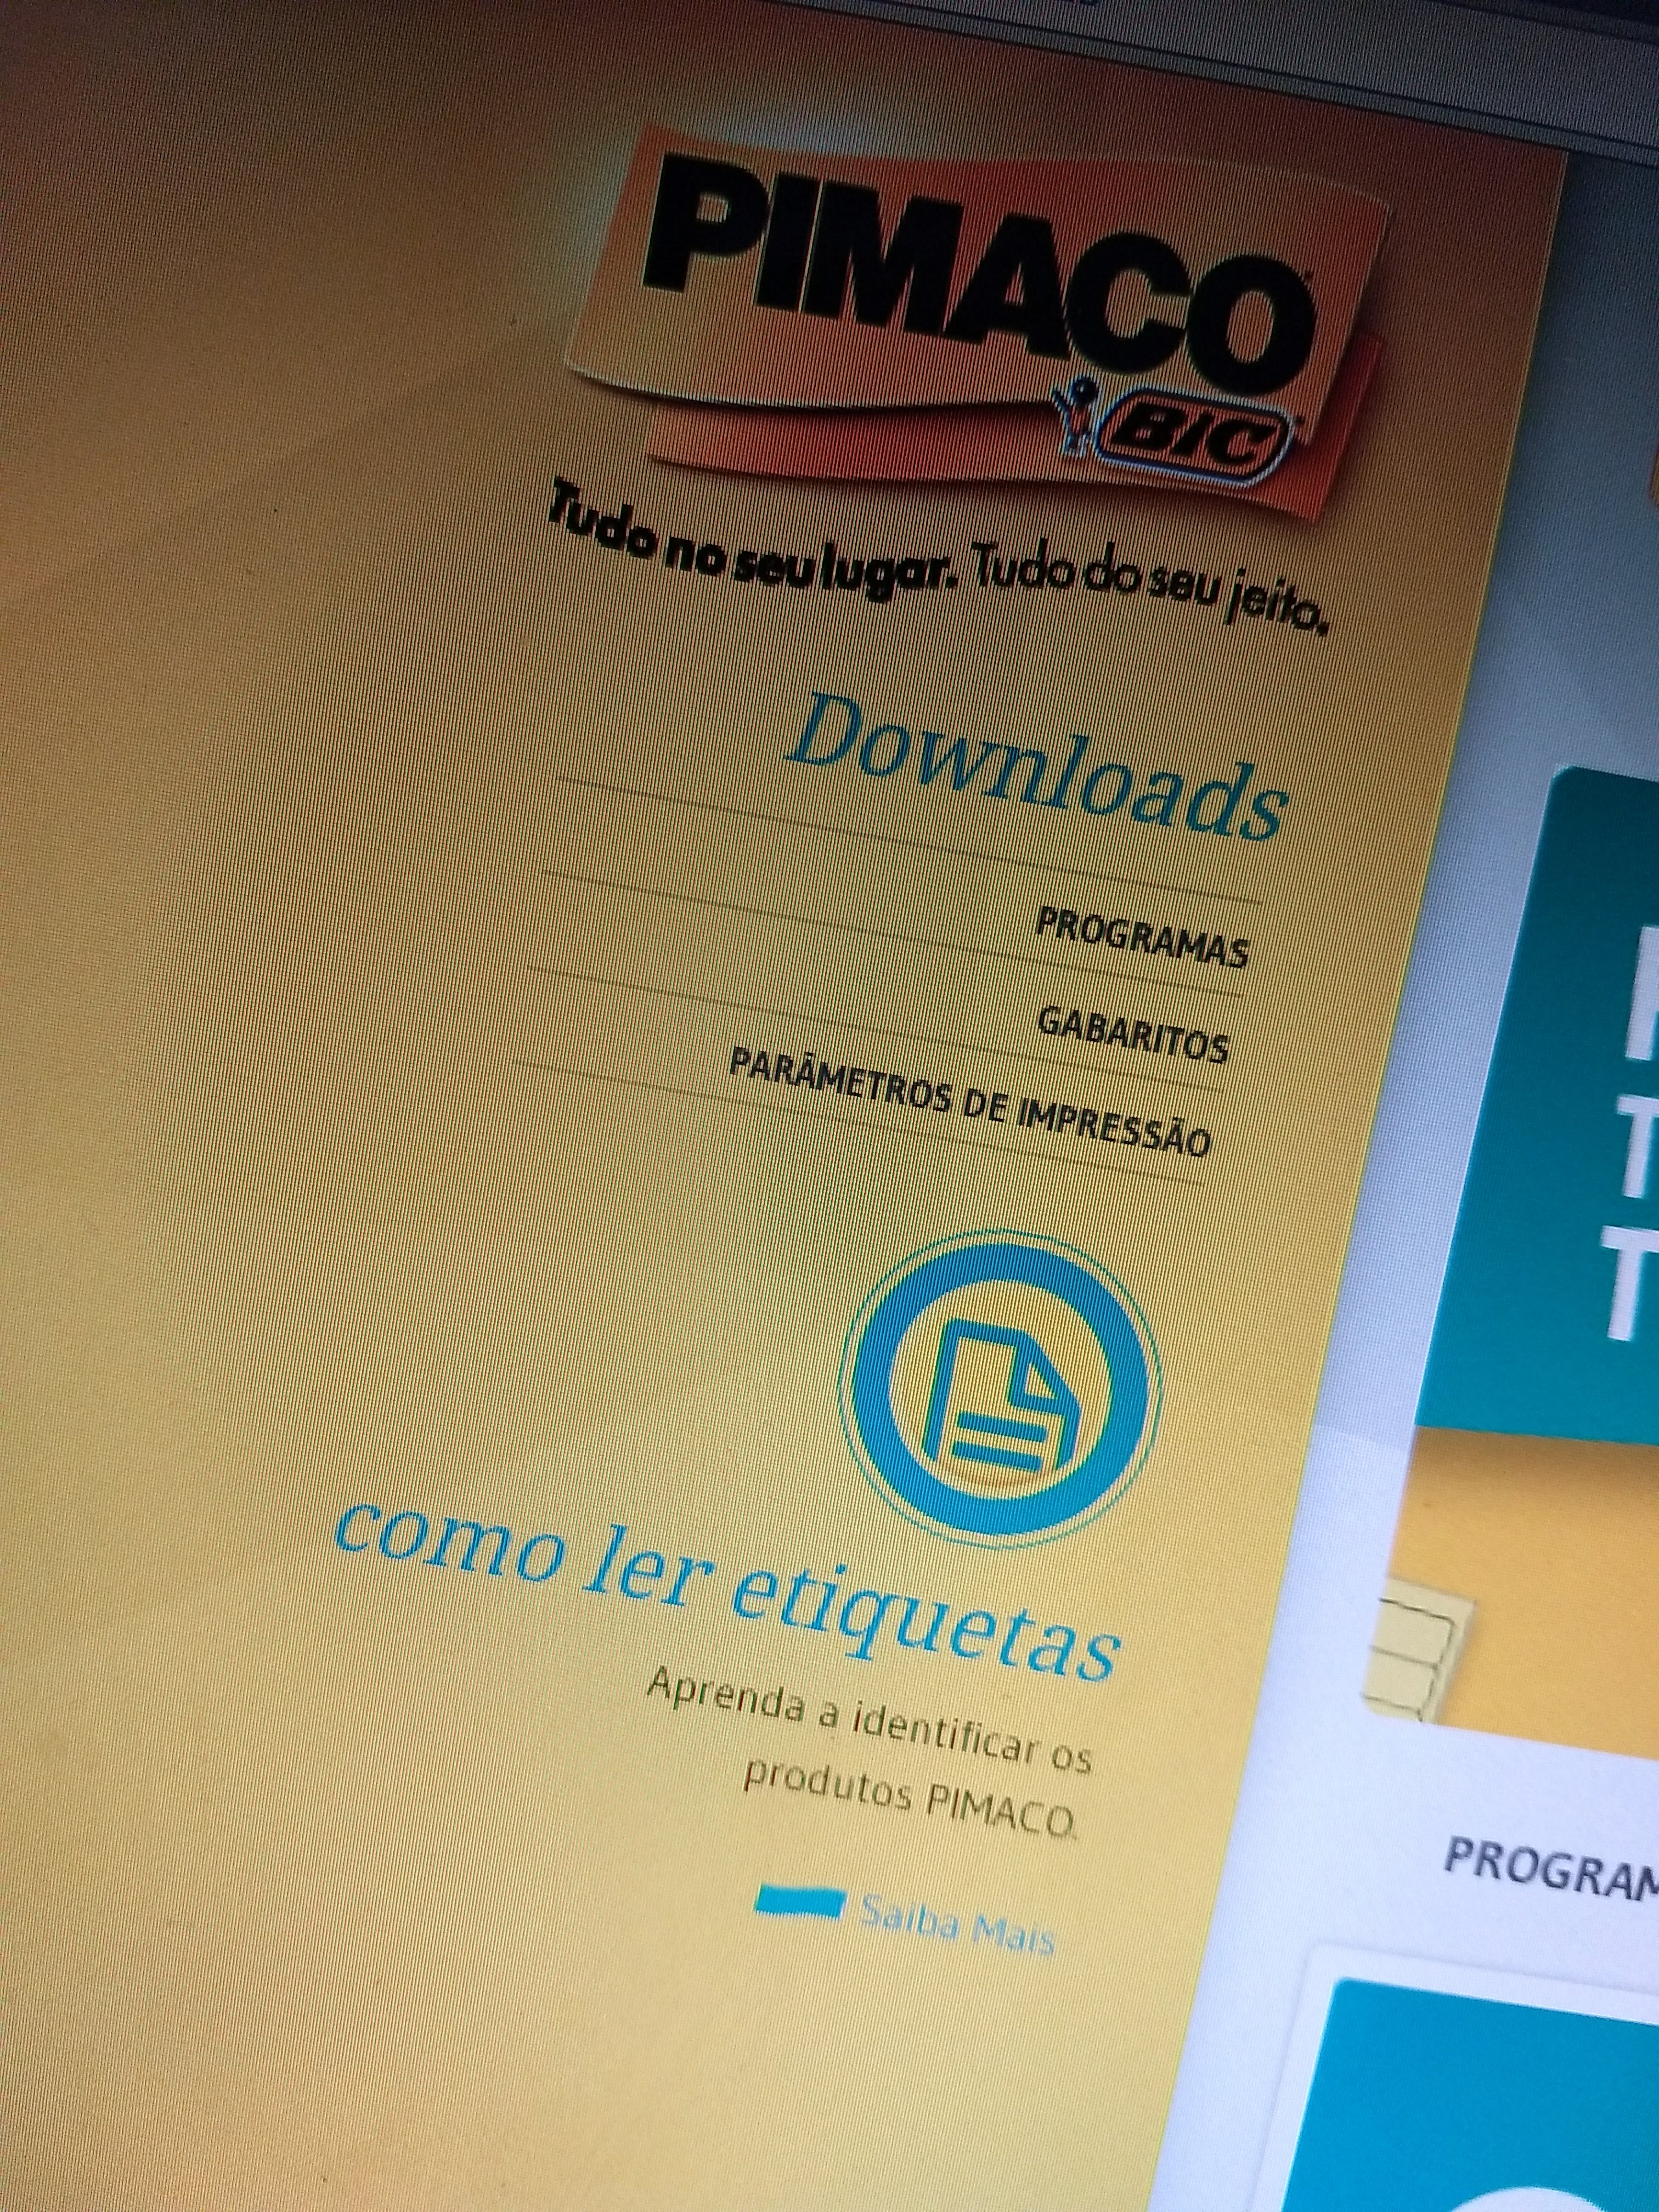 PIMACO
BIC
Tudo no seu lugar. Tudo do seu jeito.
Downloads
PROGRAMAS
GABARITOS
PARÂMETROS DE IMPRESSÃO
como ler etiquetas
Aprenda a identificar os
produtos PIMACO.
Saiba Mais